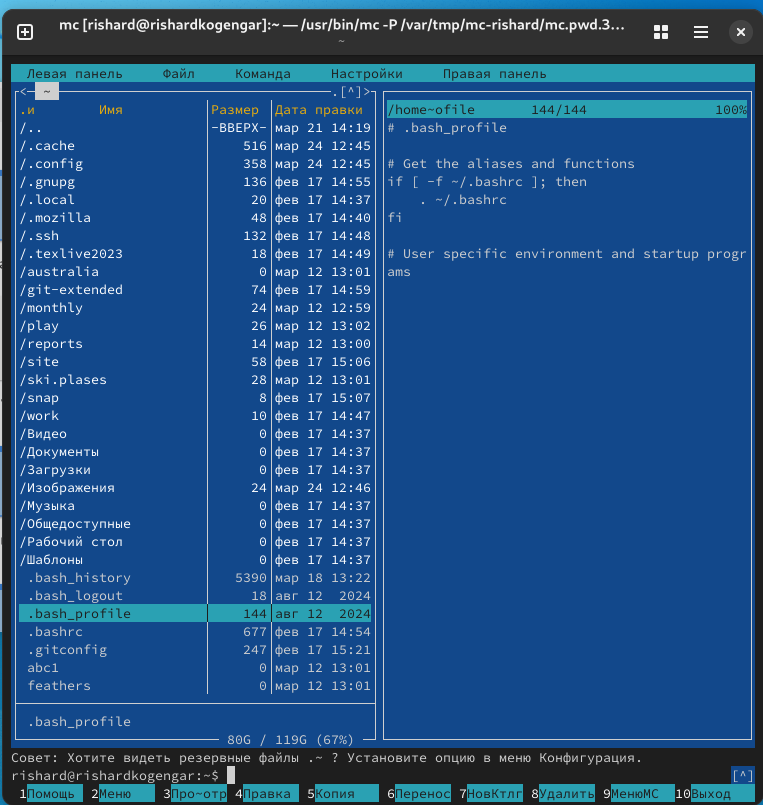 mc [rishard@rishardkogengar]:~ — /usr/bin/mc -P /var/tmp/mc-rishard/mc.pwd.3…
~
Левая панель Файл Команда Настройки Правая панель
<─ ~ .[^]>
.и Имя Размер Дата правки
/.. -ВВЕРХ- мар 21 14:19
/.cache 516 мар 24 12:45
/.config 358 мар 24 12:45
/.gnupg 136 фев 17 14:55
/.local 20 фев 17 14:37
/.mozilla 48 фев 17 14:40
/.ssh 132 фев 17 14:48
/.texlive2023 18 фев 17 14:49
/australia 0 мар 12 13:01
/git-extended 74 фев 17 14:59
/monthly 24 мар 12 12:59
/play 26 мар 12 13:02
/reports 14 мар 12 13:00
/site 58 фев 17 15:06
/ski.plases 28 мар 12 13:01
/snap 8 фев 17 15:07
/work 10 фев 17 14:47
/Видео 0 фев 17 14:37
/Документы 0 фев 17 14:37
/Загрузки 0 фев 17 14:37
/Изображения 24 мар 24 12:46
/Музыка 0 фев 17 14:37
/Общедоступные 0 фев 17 14:37
/Рабочий стол 0 фев 17 14:37
/Шаблоны 0 фев 17 14:37
.bash_history 5390 мар 18 13:22
.bash_logout 18 авг 12 2024
.bash_profile 144 авг 12 2024
.bashrc 677 фев 17 14:54
.gitconfig 247 фев 17 15:21
abc1 0 мар 12 13:01
feathers 0 мар 12 13:01
.bash_profile
80G / 119G (67%)
/home~ofile 144/144 100%
# .bash_profile
# Get the aliases and functions
if [ -f ~/.bashrc ]; then
. ~/.bashrc
fi
# User specific environment and startup progr
ams
Совет: Хотите видеть резервные файлы .~ ? Установите опцию в меню Конфигурация.
rishard@rishardkogengar:~$ [^]
1Помощь 2Меню 3Про~отр 4Правка 5Копия 6Перенос 7НовКтлг 8Удалить 9МенюMC 10Выход